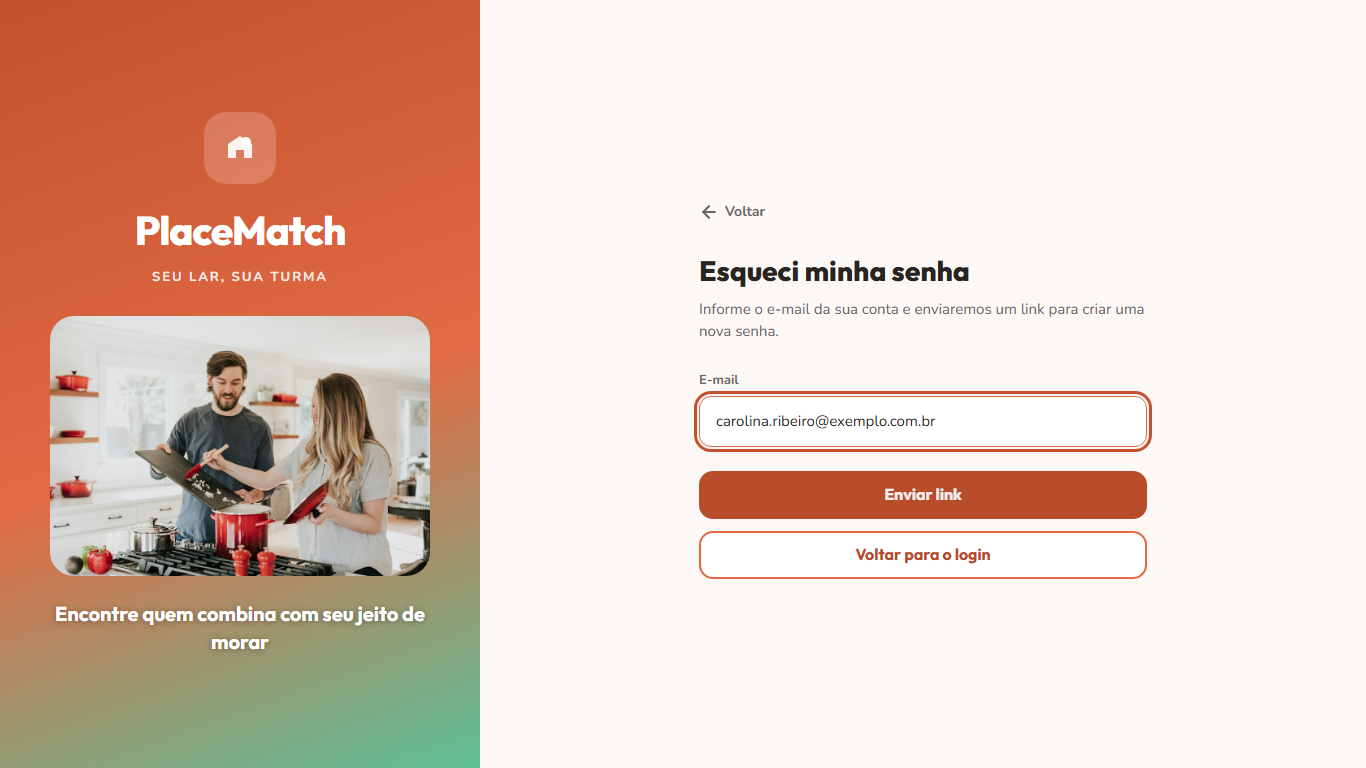 PlaceMatch
SEU LAR, SUA TURMA
Encontre quem combina com seu jeito de
morar
Voltar
Esqueci minha senha
Informe o e-mail da sua conta e enviaremos um link para criar uma
nova senha.
E-mail
carolina.ribeiro@exemplo.com.br
Enviar link
Voltar para o login